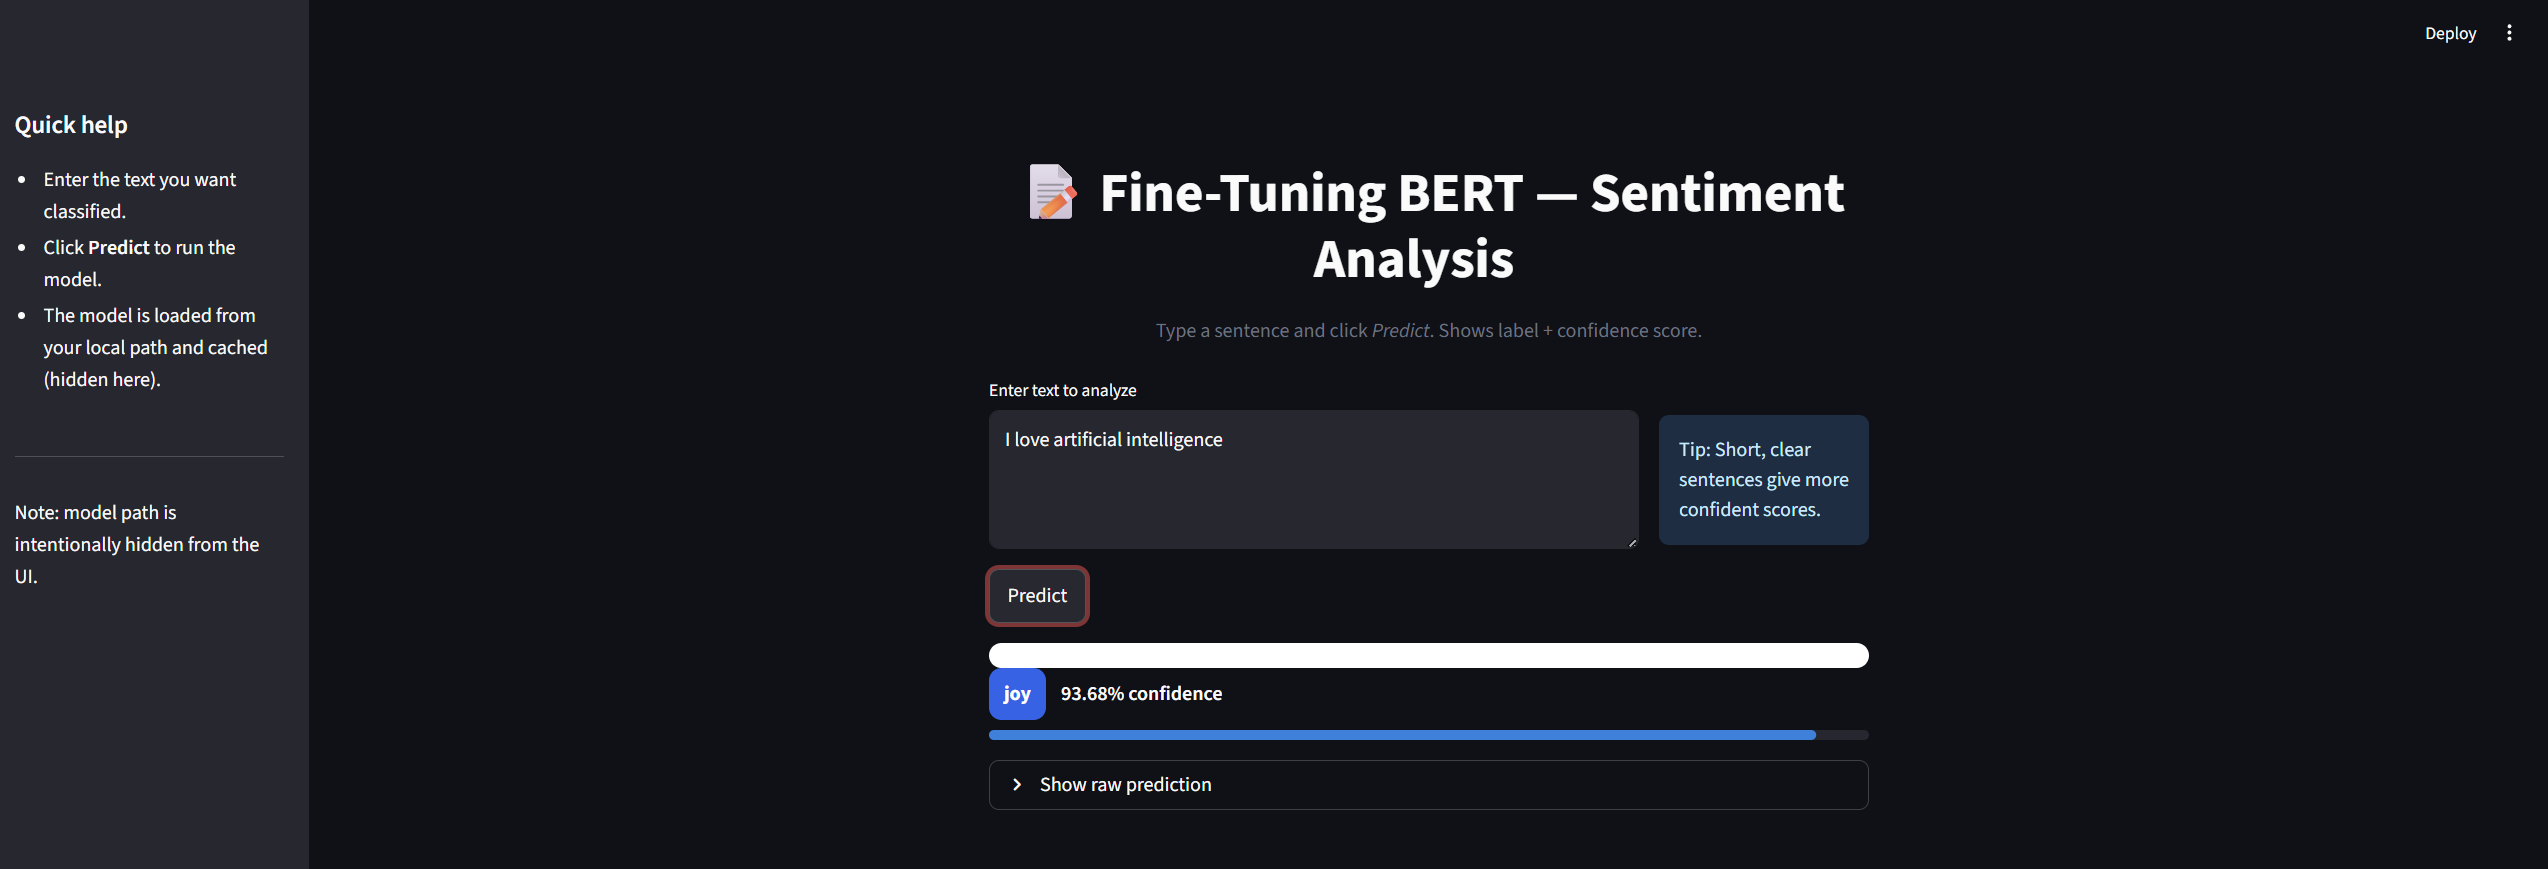 Deploy
Quick help
Enter the text you want
classified.
Click Predict to run the
model.
The model is loaded from
your local path and cached
(hidden here).
Note: model path is
intentionally hidden from the
UI.
Fine-Tuning BERT — Sentiment
Analysis
Type a sentence and click Predict. Shows label + confidence score.
Enter text to analyze
I love artificial intelligence
Tip: Short, clear
sentences give more
confident scores.
Predict
joy 93.68% confidence
Show raw prediction